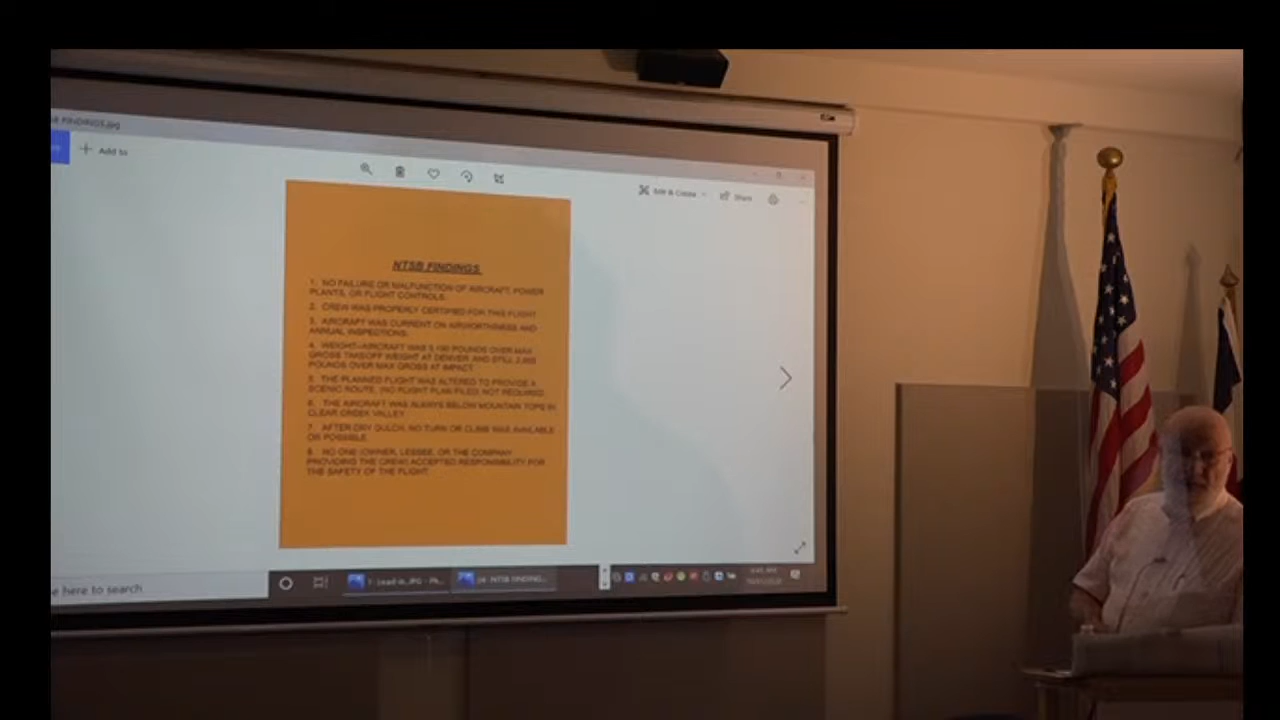 FINDINGS.jpg
Add to
Edit & Create
Share
NTSB FINDINGS
1. NO FAILURE OR MALFUNCTION OF AIRCRAFT, POWER
PLANTS, OR FLIGHT CONTROLS.
2. CREW WAS PROPERLY CERTIFIED FOR THIS FLIGHT
3. AIRCRAFT WAS CURRENT ON AIRWORTHINESS AND
ANNUAL INSPECTIONS.
4. WEIGHT--AIRCRAFT WAS POUNDS OVER MAX
GROSS TAKEOFF WEIGHT AT DENVER AND STILL
POUNDS OVER MAX GROSS AT IMPACT
5. THE PLANNED FLIGHT WAS ALTERED TO PROVIDE A
SCENIC ROUTE. (NO FLIGHT PLAN FILED, NOT REQUIRED
6. THE AIRCRAFT WAS ALWAYS BELOW MOUNTAIN TOPS IN
CLEAR CREEK VALLEY
7. AFTER DRY GULCH, NO TURN OR CLIMB WAS AVAILABLE
OR POSSIBLE.
8. NO ONE (OWNER, LESSEE, OR THE COMPANY
PROVIDING THE CREW) ACCEPTED RESPONSIBILITY FOR
THE SAFETY OF THE FLIGHT.
here to search
NTSB FINDING...